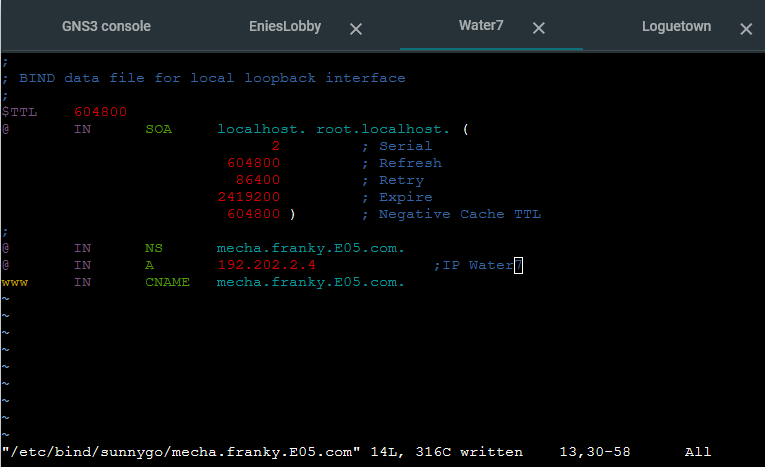 GNS3 console EniesLobby × Water7 × Loguetown ×
;
; BIND data file for local loopback interface
;
$TTL    604800
@       IN      SOA     localhost. root.localhost. (
                              2         ; Serial
                         604800         ; Refresh
                          86400         ; Retry
                        2419200         ; Expire
                         604800 )       ; Negative Cache TTL
;
@       IN      NS      mecha.franky.E05.com.
@       IN      A       192.202.2.4             ;IP Water7
www     IN      CNAME   mecha.franky.E05.com.
~
~
~
~
~
~
~
~
~
"/etc/bind/sunnygo/mecha.franky.E05.com" 14L, 316C written    13,30-58      All